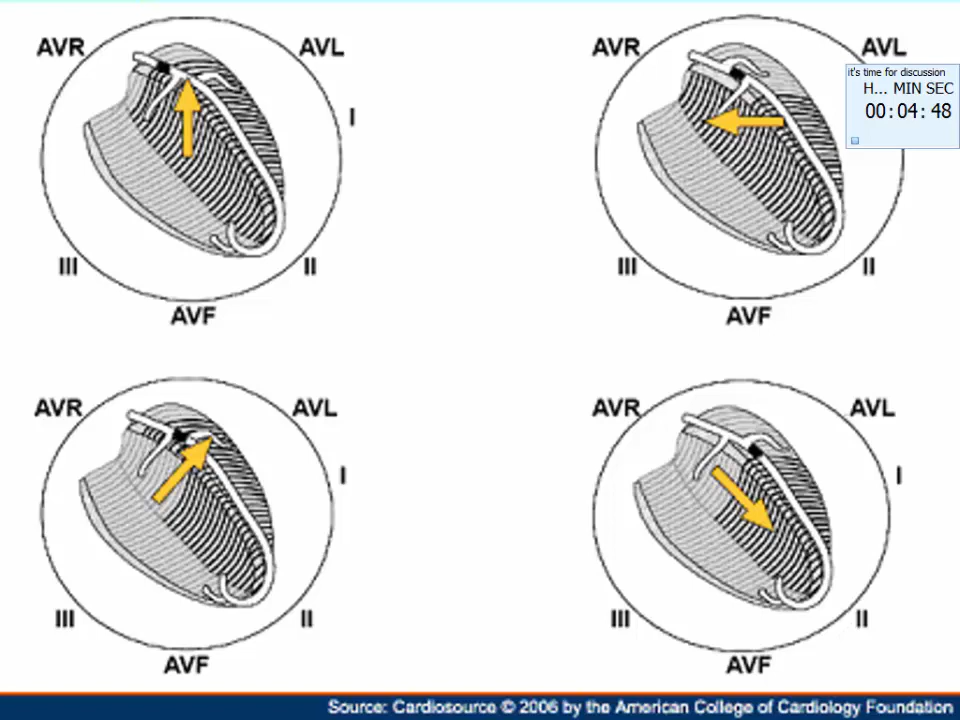 AVR AVL
I
III II
AVF
AVR AVL
it's time for discussion
H... MIN SEC
00:04:48
III II
AVF
AVR AVL
I
III II
AVF
AVR AVL
I
III II
AVF
Source: Cardiosource © 2006 by the American College of Cardiology Foundation